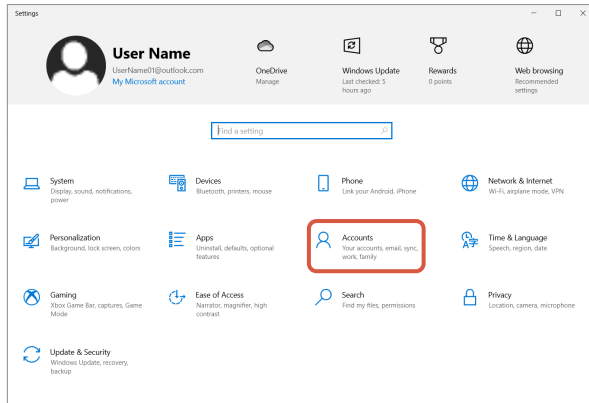 Settings
User Name
UserName01@outlook.com
My Microsoft account
OneDrive
Manage
Windows Update
Last checked: 5
hours ago
Rewards
0 points
Web browsing
Recommended
settings
Find a setting
System
Display, sound, notifications,
power
Devices
Bluetooth, printers, mouse
Phone
Link your Android, iPhone
Network & Internet
Wi-Fi, airplane mode, VPN
Personalization
Background, lock screen, colors
Apps
Uninstall, defaults, optional
features
Accounts
Your accounts, email, sync,
work, family
Time & Language
Speech, region, date
Gaming
Xbox Game Bar, captures, Game
Mode
Ease of Access
Narrator, magnifier, high
contrast
Search
Find my files, permissions
Privacy
Location, camera, microphone
Update & Security
Windows Update, recovery,
backup